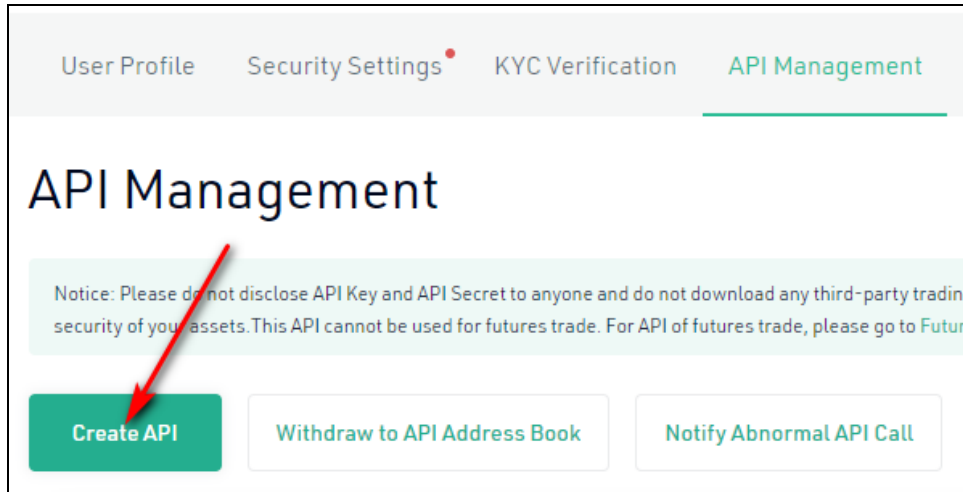 User Profile Security Settings KYC Verification API Management
API Management
Notice: Please do not disclose API Key and API Secret to anyone and do not download any third-party tradin
security of your assets.This API cannot be used for futures trade. For API of futures trade, please go to Futur
Create API Withdraw to API Address Book Notify Abnormal API Call